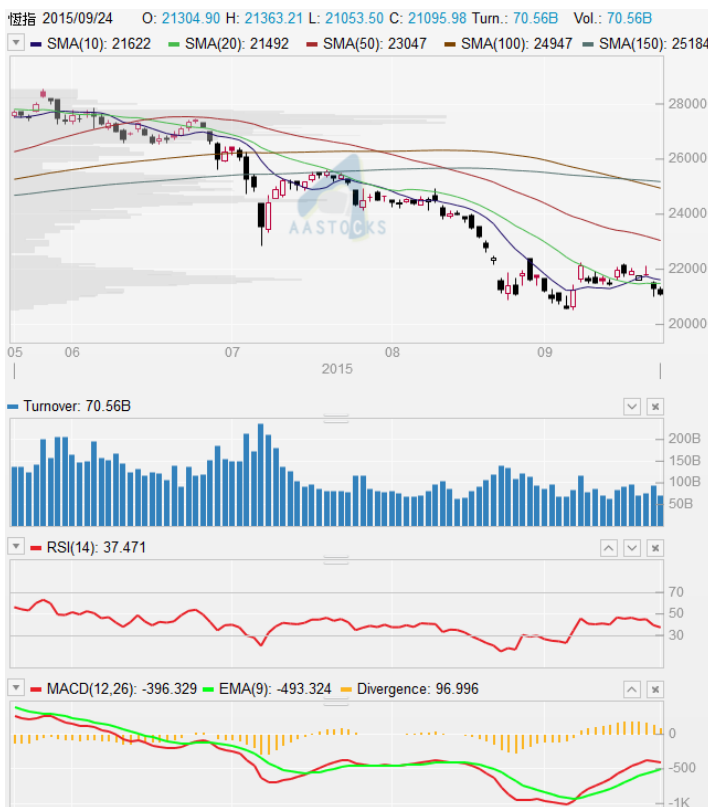 恆指 2015/09/24 O: 21304.90 H: 21363.21 L: 21053.50 C: 21095.98 Turn.: 70.56B Vol.: 70.56B
SMA(10): 21622 SMA(20): 21492 SMA(50): 23047 SMA(100): 24947 SMA(150): 25184
28000
26000
AASTOCKS
24000
22000
20000
05 06 07 08 09
2015
Turnover: 70.56B
200B
150B
100B
50B
RSI(14): 37.471
70
50
30
MACD(12,26): -396.329 EMA(9): -493.324 Divergence: 96.996
0
-500
-1K